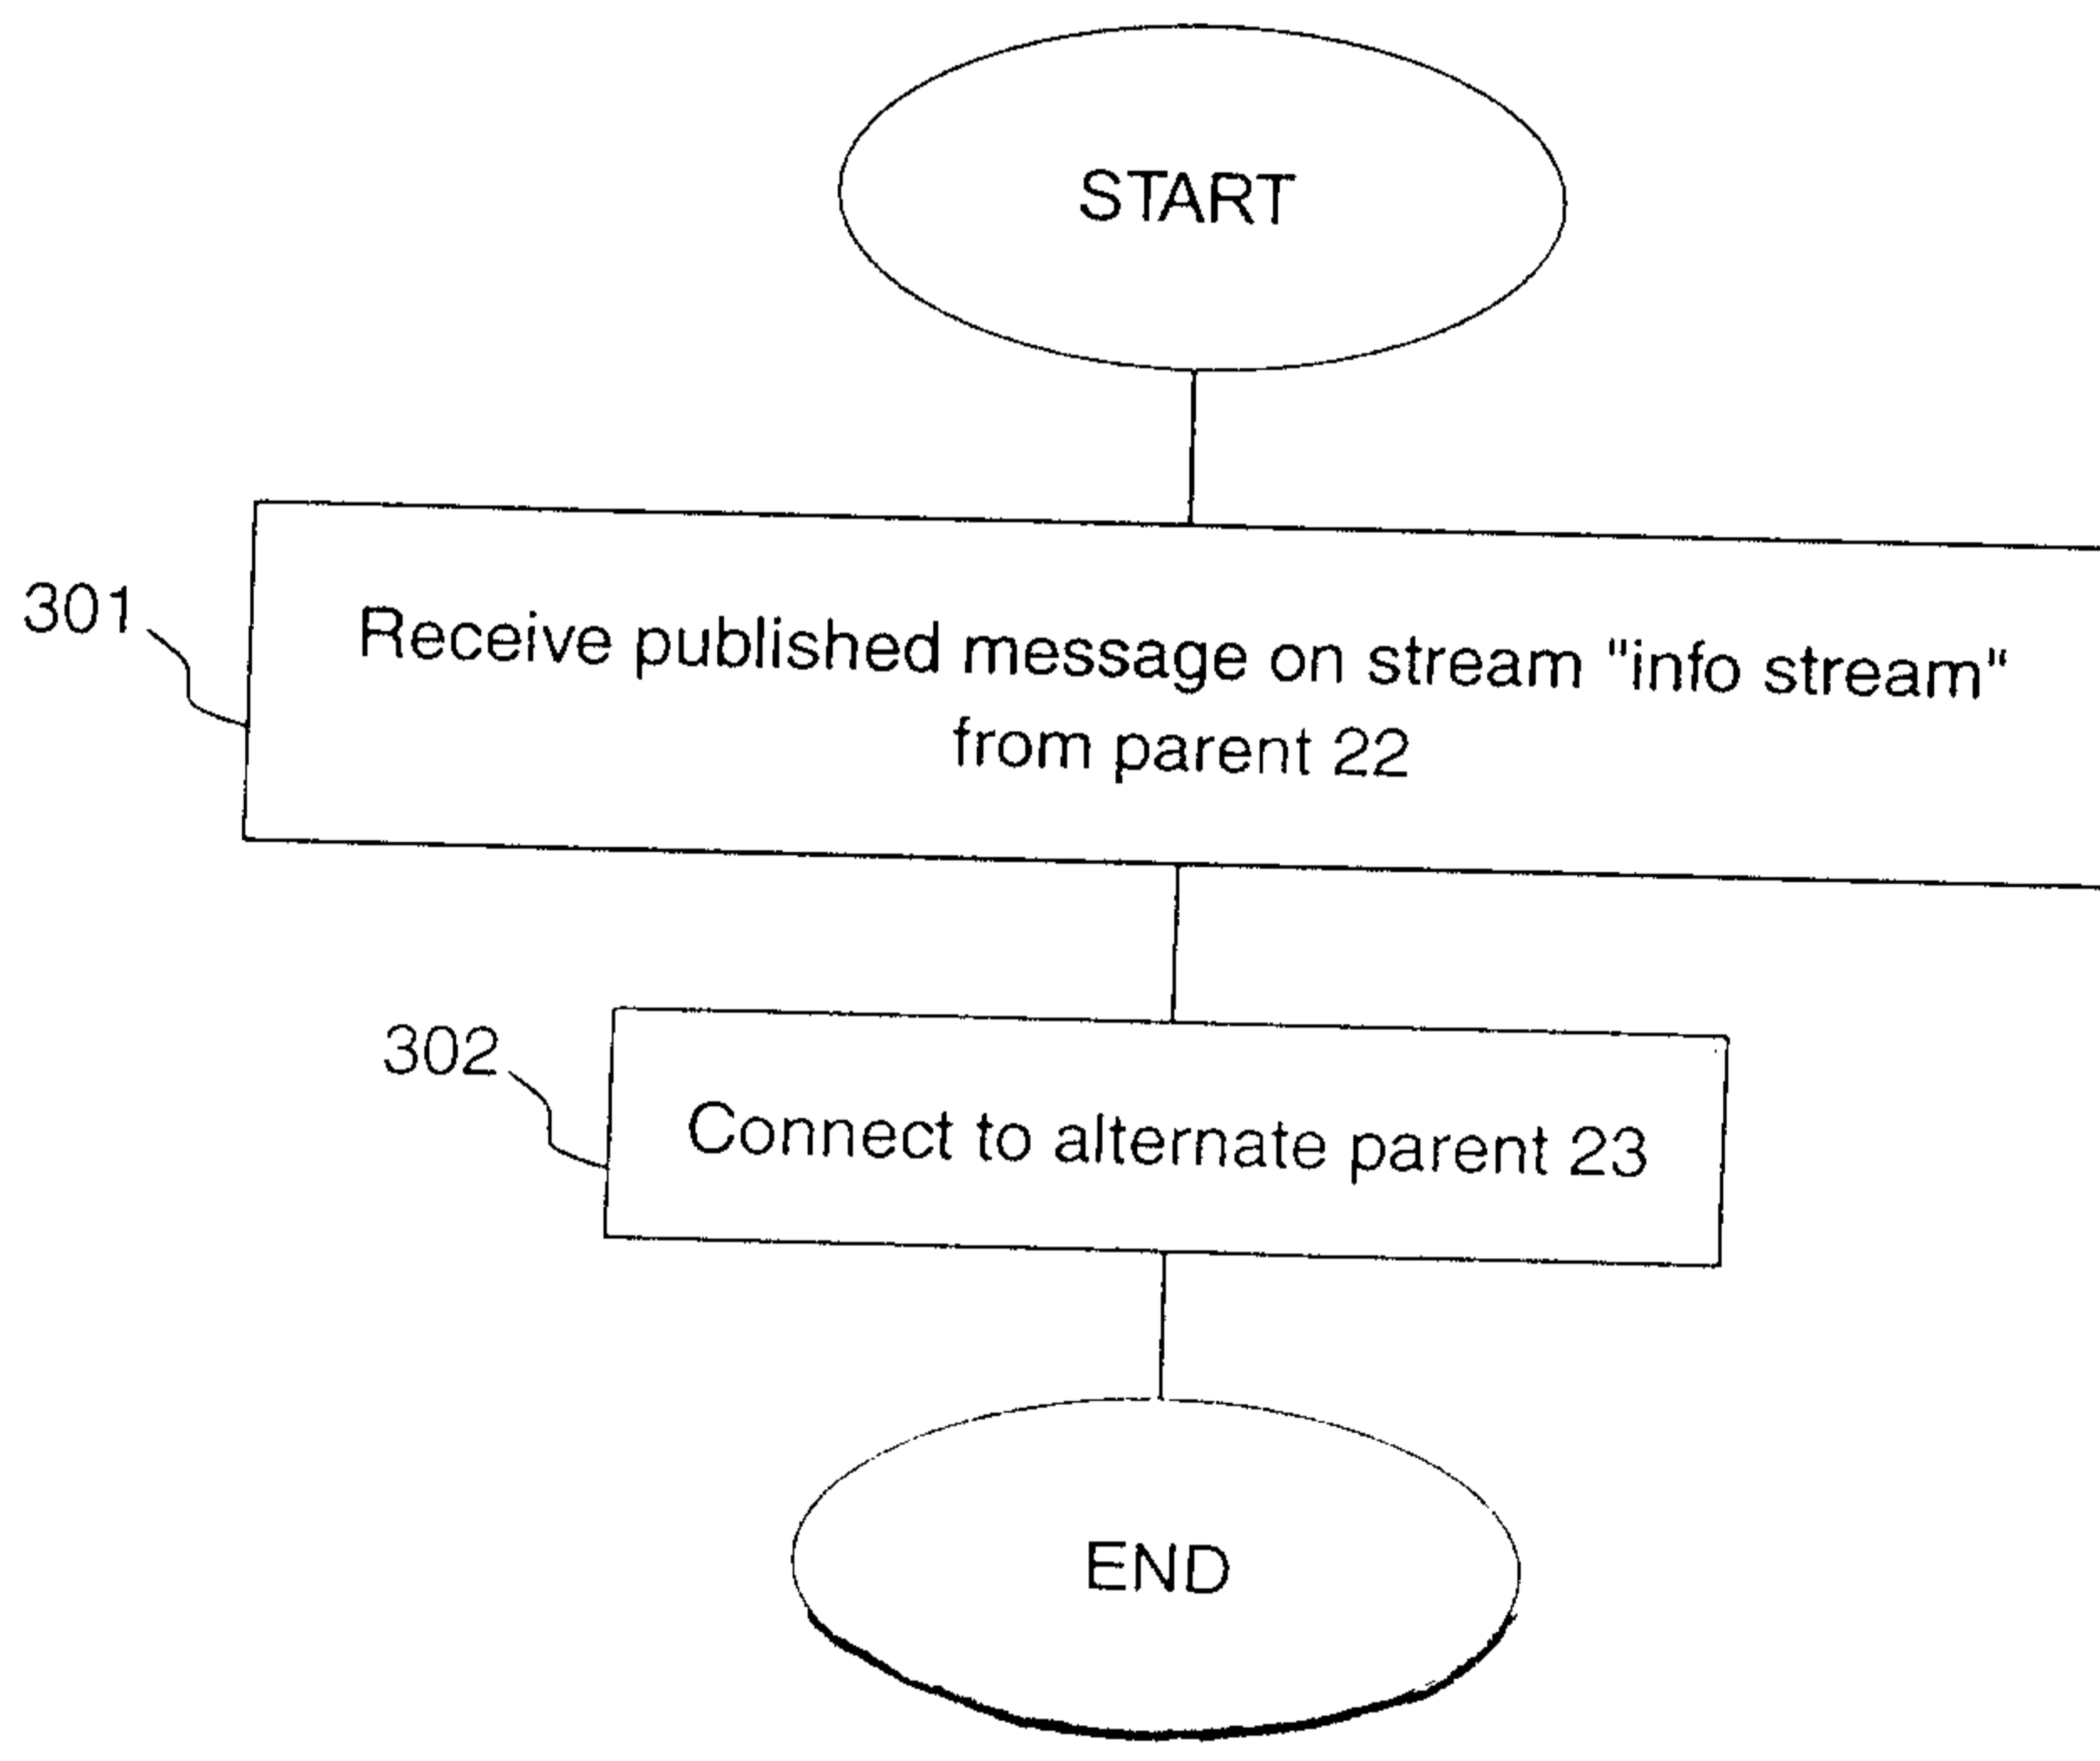 START
301
Receive published message on stream "info stream"
from parent 22
302
Connect to alternate parent 23
END